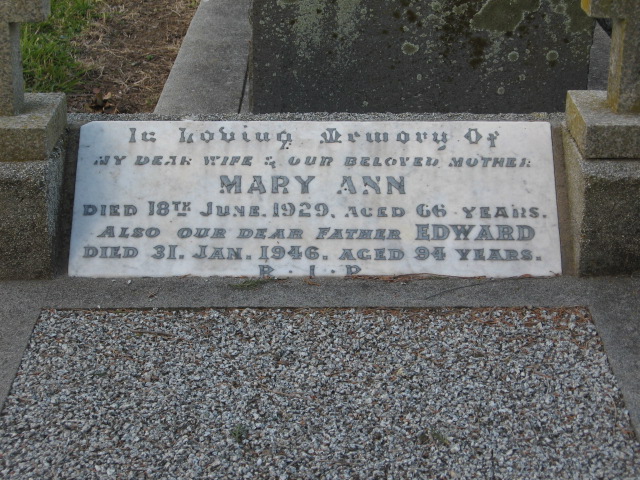 In Loving Memory Of
MY DEAR WIFE & OUR BELOVED MOTHER
MARY ANN
DIED 18TH JUNE. 1929. AGED 66 YEARS.
ALSO OUR DEAR FATHER EDWARD
DIED 31. JAN. 1946. AGED 94 YEARS.
R.I.P.